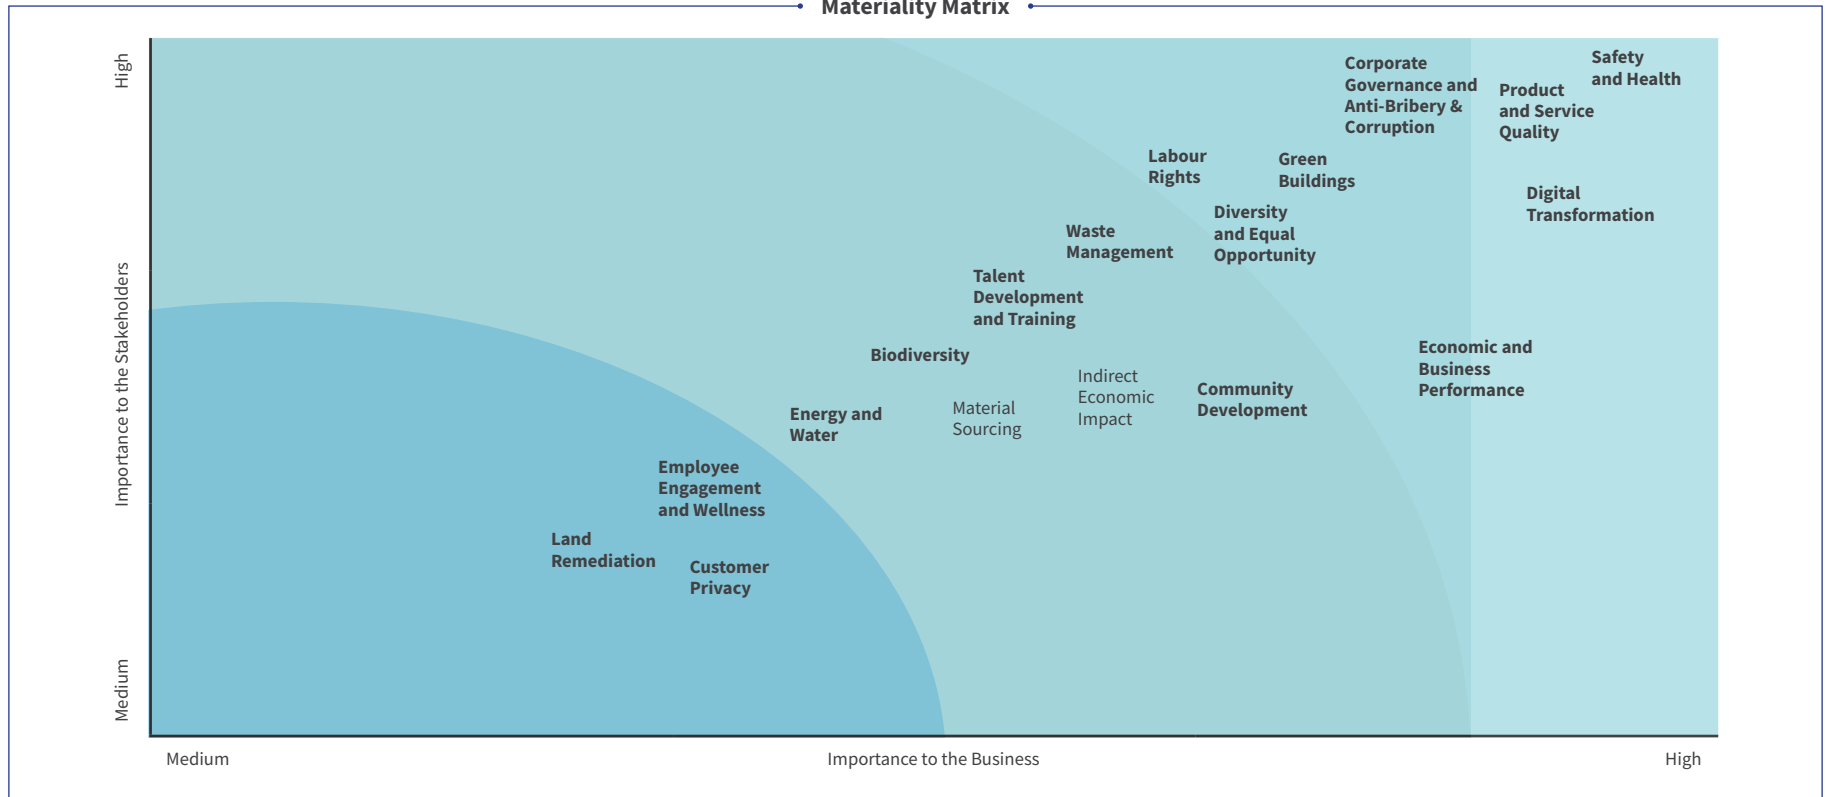 Materiality Matrix
High
Importance to the Stakeholders
Medium
Safety
and Health
Corporate
Governance and
Anti-Bribery &
Corruption
Product
and Service
Quality
Labour
Rights
Green
Buildings
Digital
Transformation
Diversity
and Equal
Opportunity
Waste
Management
Talent
Development
and Training
Biodiversity
Economic and
Business
Performance
Indirect
Economic
Impact
Community
Development
Material
Sourcing
Energy and
Water
Employee
Engagement
and Wellness
Land
Remediation
Customer
Privacy
Medium
Importance to the Business
High